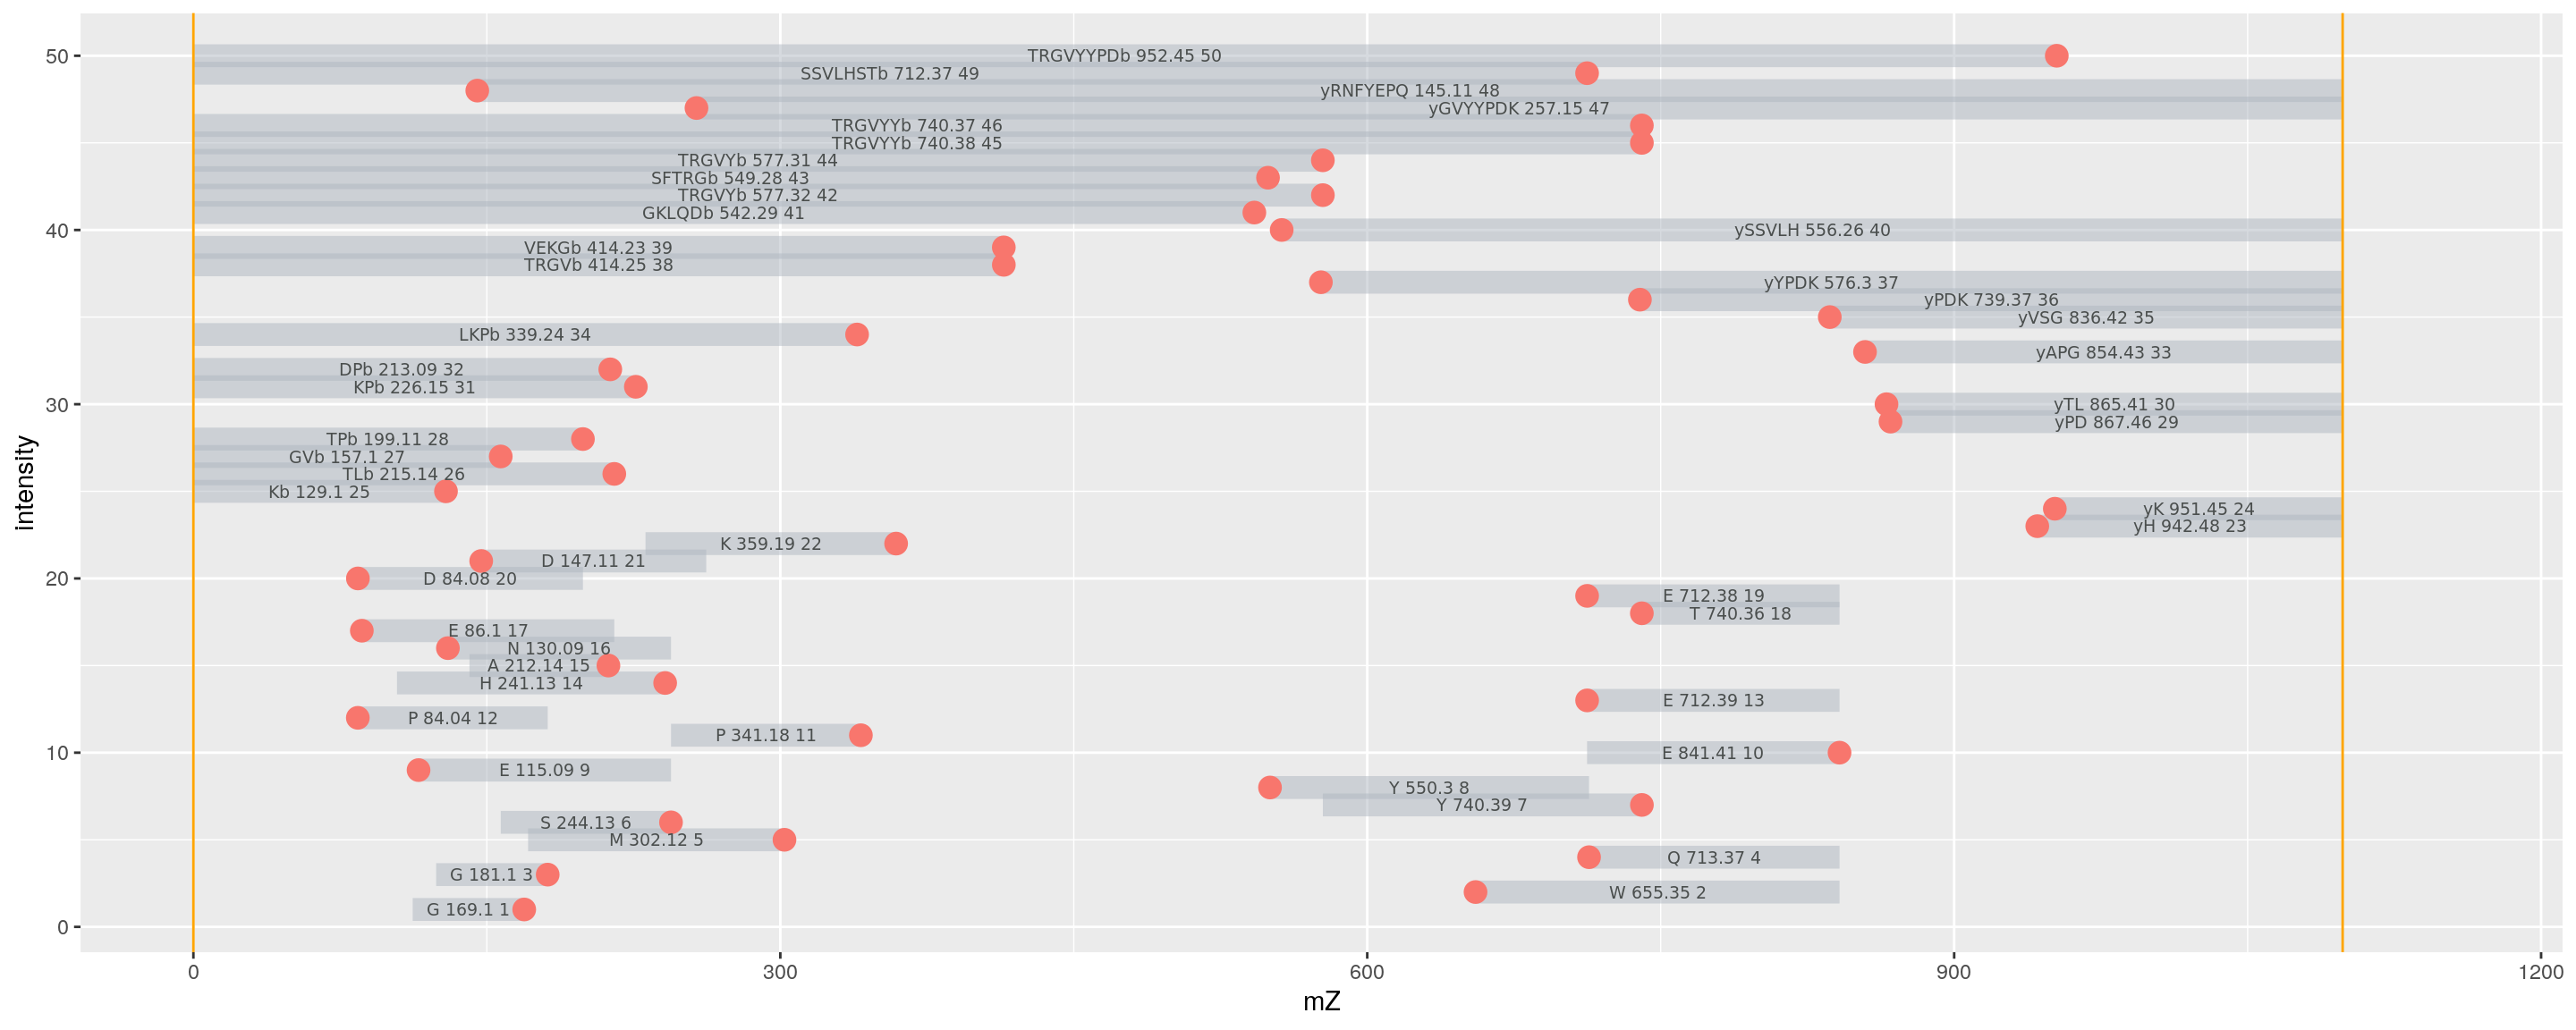 50
TRGVYYPDb 952.45 50
SSVLHSTb 712.37 49
yRNFYEPQ 145.11 48
yGVYYPDK 257.15 47
TRGVYYb 740.37 46
TRGVYYb 740.38 45
TRGVYb 577.31 44
SFTRGb 549.28 43
TRGVYb 577.32 42
GKLQDb 542.29 41
40
ySSVLH 556.26 40
VEKGb 414.23 39
TRGVb 414.25 38
yYPDK 576.3 37
yPDK 739.37 36
yVSG 836.42 35
LKPb 339.24 34
yAPG 854.43 33
DPb 213.09 32
KPb 226.15 31
30
yTL 865.41 30
yPD 867.46 29
TPb 199.11 28
GVb 157.1 27
TLb 215.14 26
Kb 129.1 25
yK 951.45 24
yH 942.48 23
K 359.19 22
D 147.11 21
20
D 84.08 20
E 712.38 19
T 740.36 18
E 86.1 17
N 130.09 16
A 212.14 15
H 241.13 14
E 712.39 13
P 84.04 12
P 341.18 11
10
E 841.41 10
E 115.09 9
Y 550.3 8
Y 740.39 7
S 244.13 6
M 302.12 5
Q 713.37 4
G 181.1 3
W 655.35 2
G 169.1 1
0
intensity
0 300 600 900 1200
mZ